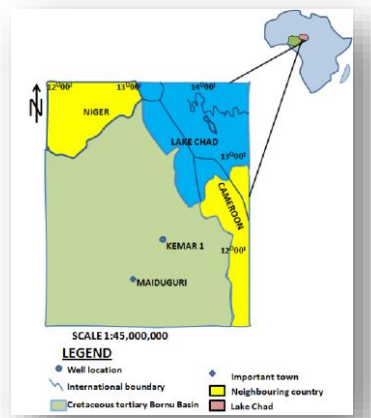 12°00' 13°00' 14°00'
N
NIGER
LAKE CHAD
13°00'
CAMEROON
KEMAR 1
12°00'
MAIDUGURI
SCALE 1:45,000,000
LEGEND
Well location
Important town
International boundary
Neighbouring country
Cretaceous tertiary Bornu Basin
Lake Chad